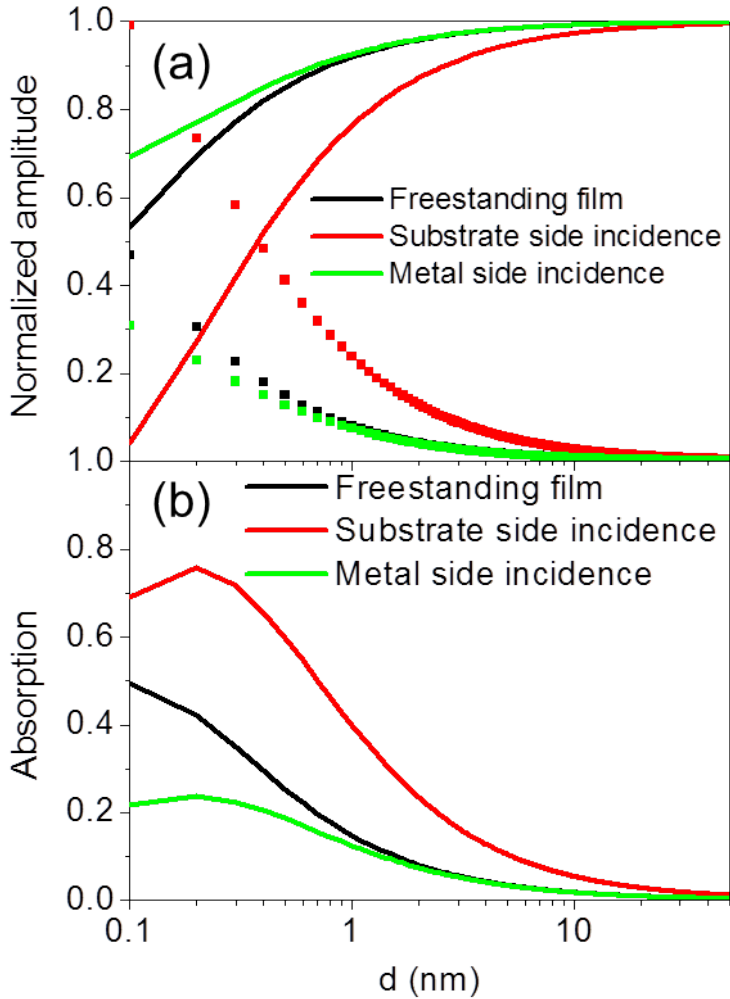 1.0
(a)
0.8
0.6
Freestanding film
Substrate side incidence
0.4
Metal side incidence
0.2
Normalized amplitude
1.0
(b)
Freestanding film
Substrate side incidence
0.8
Metal side incidence
0.6
0.4
0.2
0.0
Absorption
0.1
1
10
d (nm)